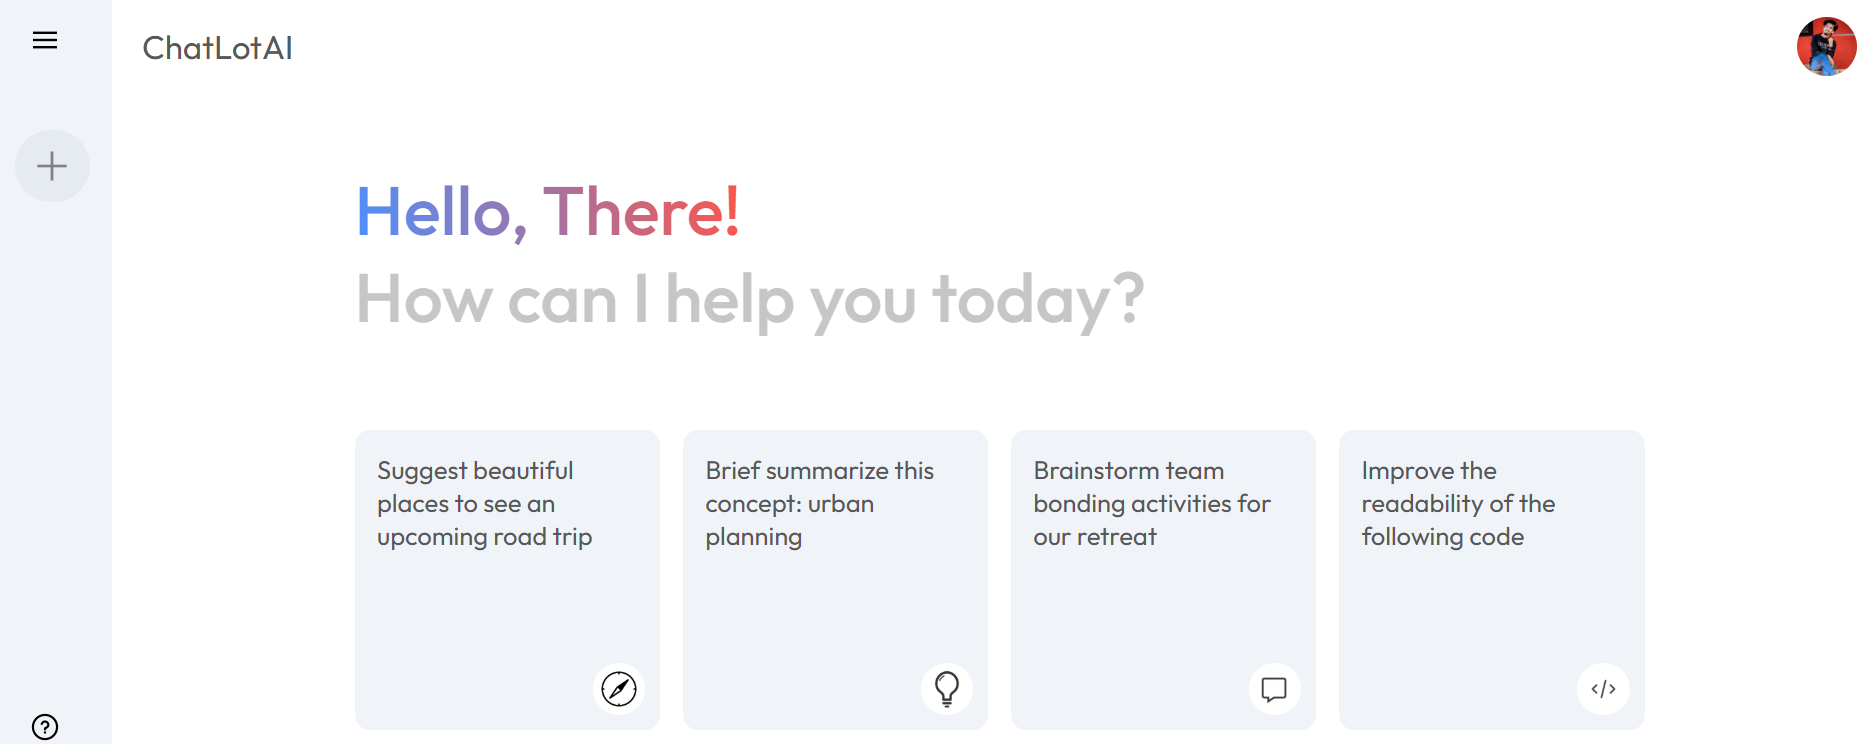 ChatLotAI
Hello, There!
How can I help you today?
Suggest beautiful
places to see an
upcoming road trip
Brief summarize this
concept: urban
planning
Brainstorm team
bonding activities for
our retreat
Improve the
readability of the
following code